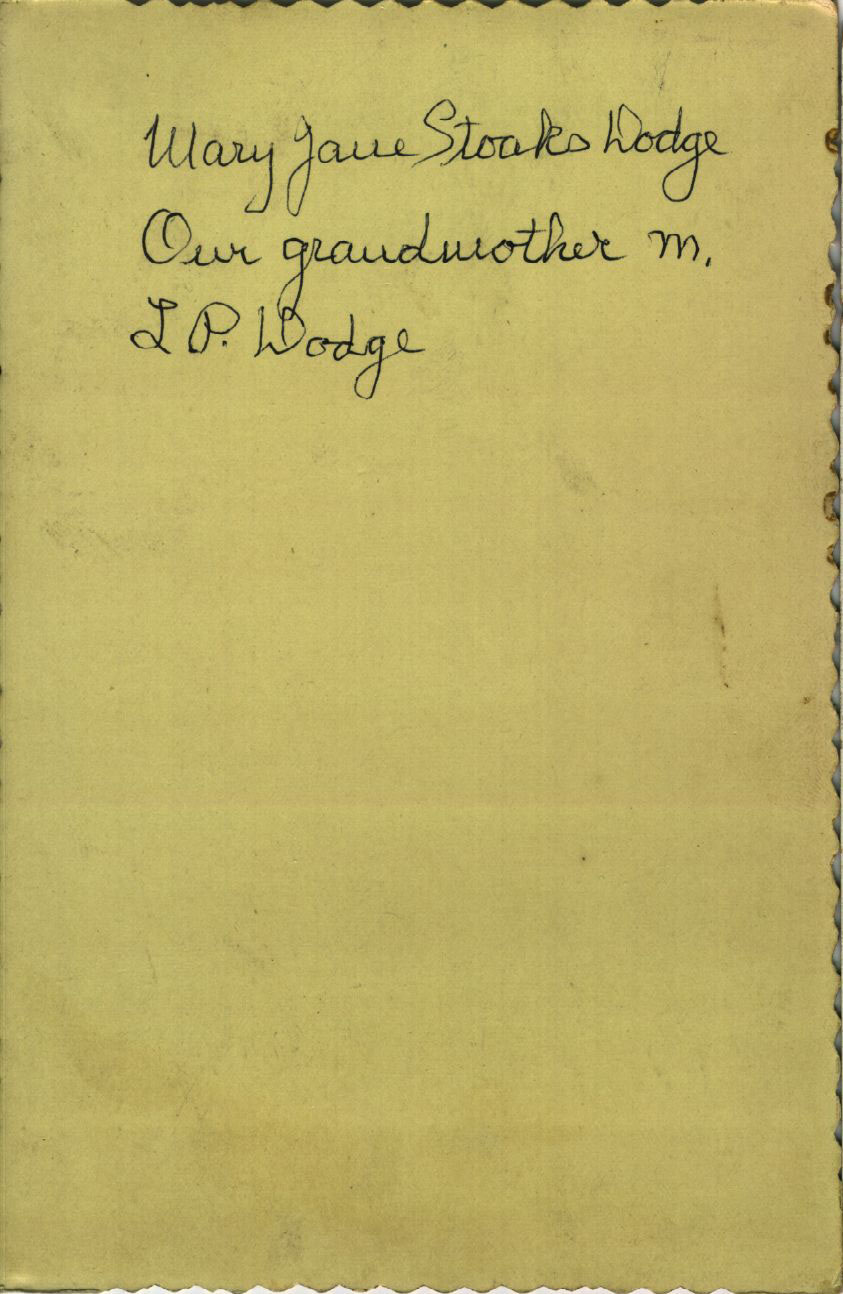 Mary Jane Stoaks Dodge
Our grandmother m.
L P. Dodge